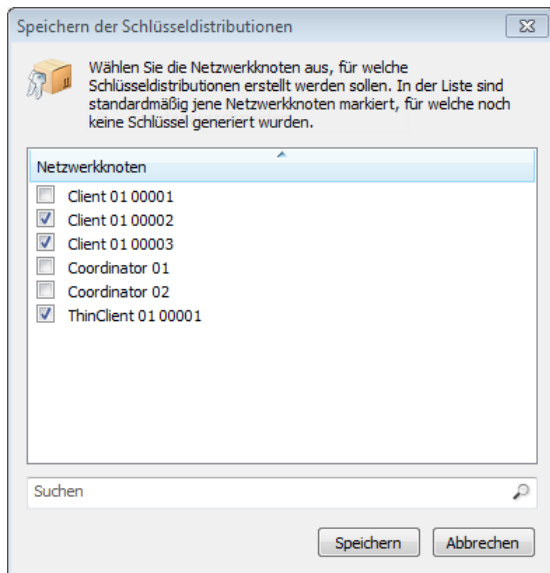 Speichern der Schlüsseldistributionen
Wählen Sie die Netzwerkknoten aus, für welche
Schlüsseldistributionen erstellt werden sollen. In der Liste sind
standardmäßig jene Netzwerkknoten markiert, für welche noch
keine Schlüssel generiert wurden.
Netzwerkknoten
Client 01 00001
Client 01 00002
Client 01 00003
Coordinator 01
Coordinator 02
ThinClient 01 00001
Suchen
Speichern Abbrechen